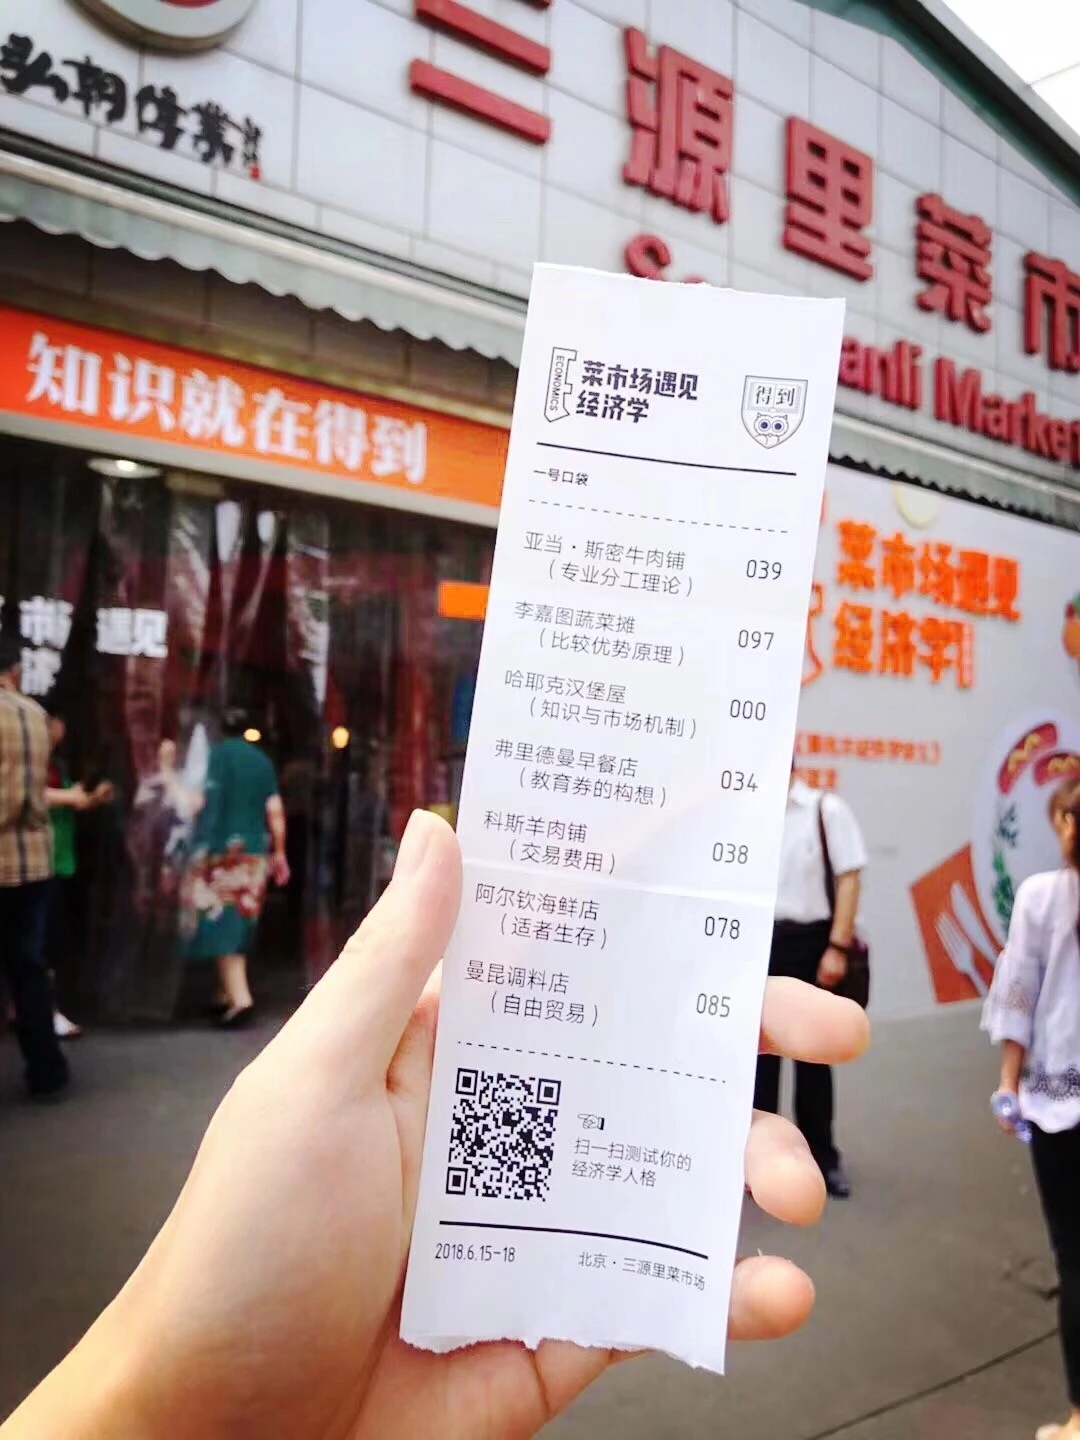 三源里菜市
anli Market
知识就在得到
市 遇见
菜市场遇见
经济学
ECONOMICS
菜市场遇见
经济学
得到
一号口袋
亚当·斯密牛肉铺
(专业分工理论) 039
李嘉图蔬菜摊
(比较优势原理) 097
哈耶克汉堡屋
(知识与市场机制) 000
弗里德曼早餐店
(教育券的构想) 034
科斯羊肉铺
(交易费用) 038
阿尔钦海鲜店
(适者生存) 078
曼昆调料店
(自由贸易) 085
扫一扫测试你的
经济学人格
2018.6.15-18 北京·三源里菜市场